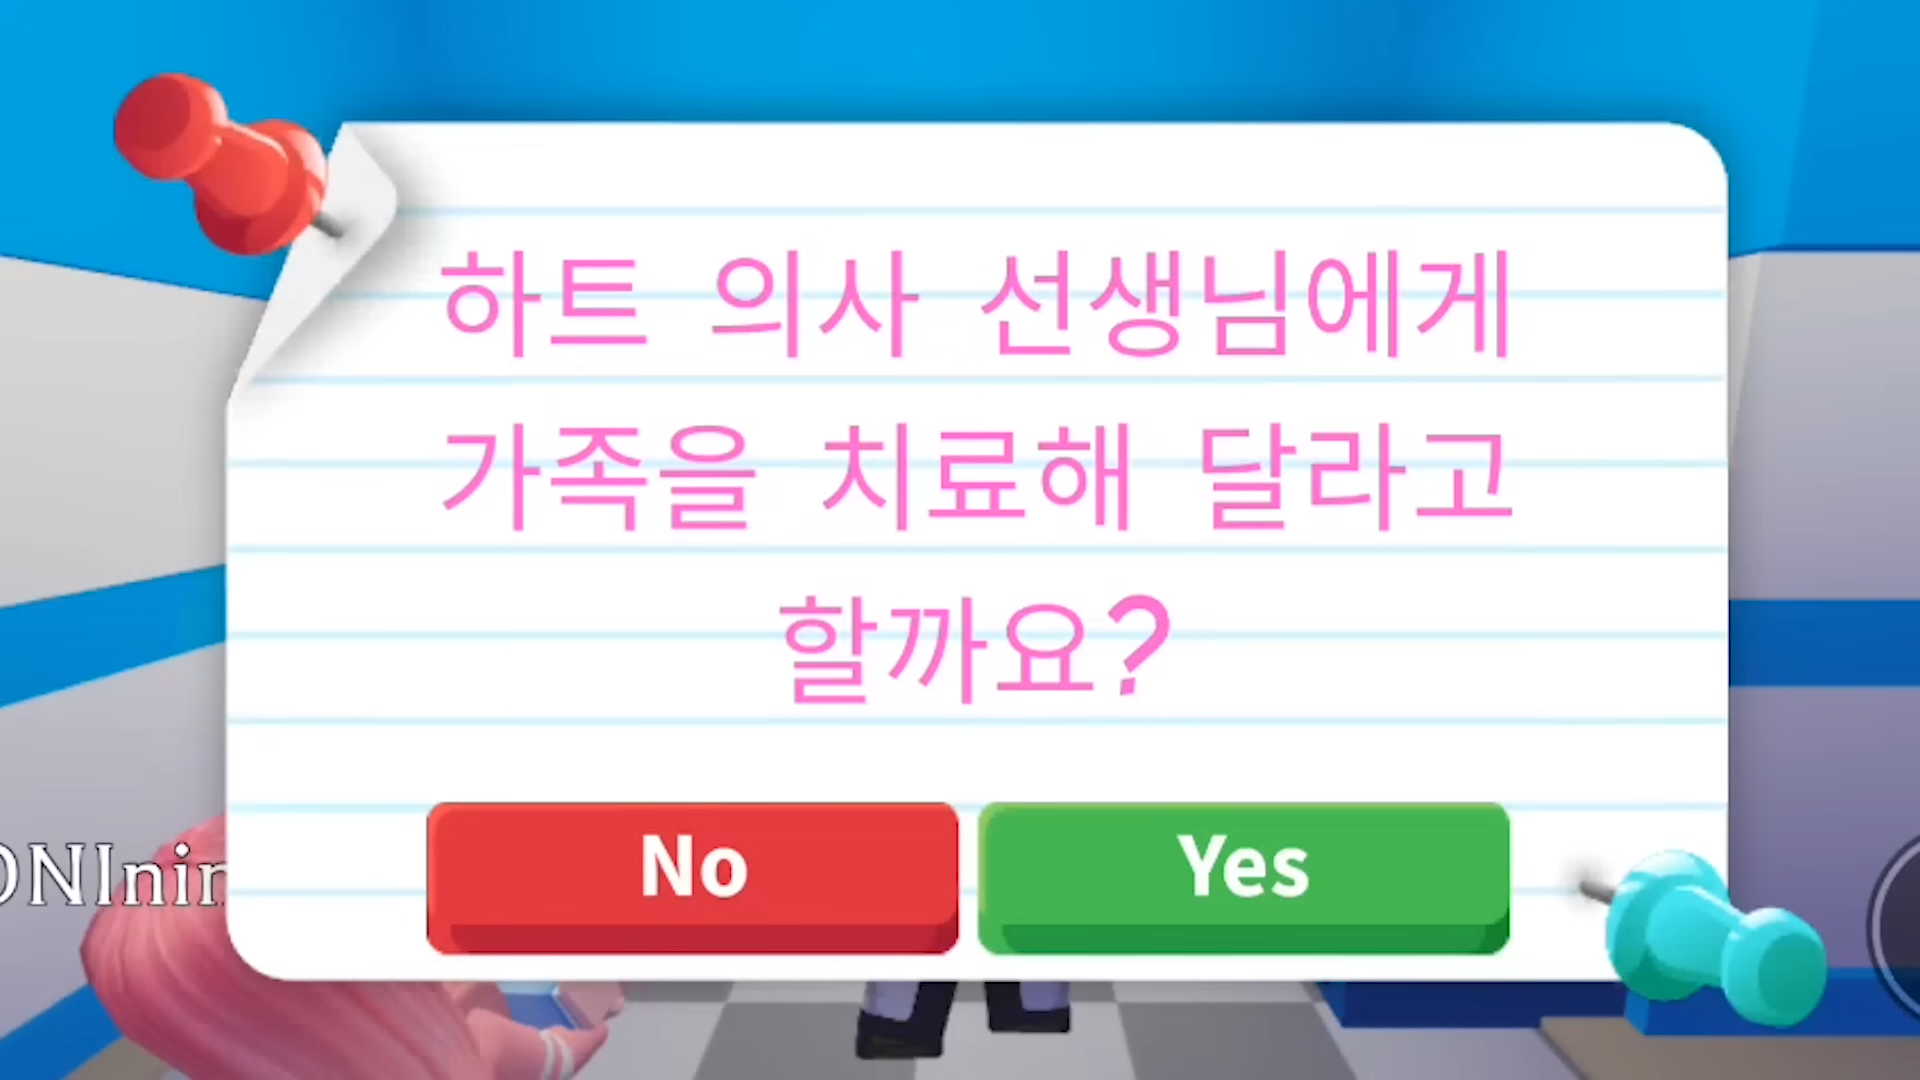 하트 의사 선생님에게
가족을 치료해 달라고
할까요?
No
Yes